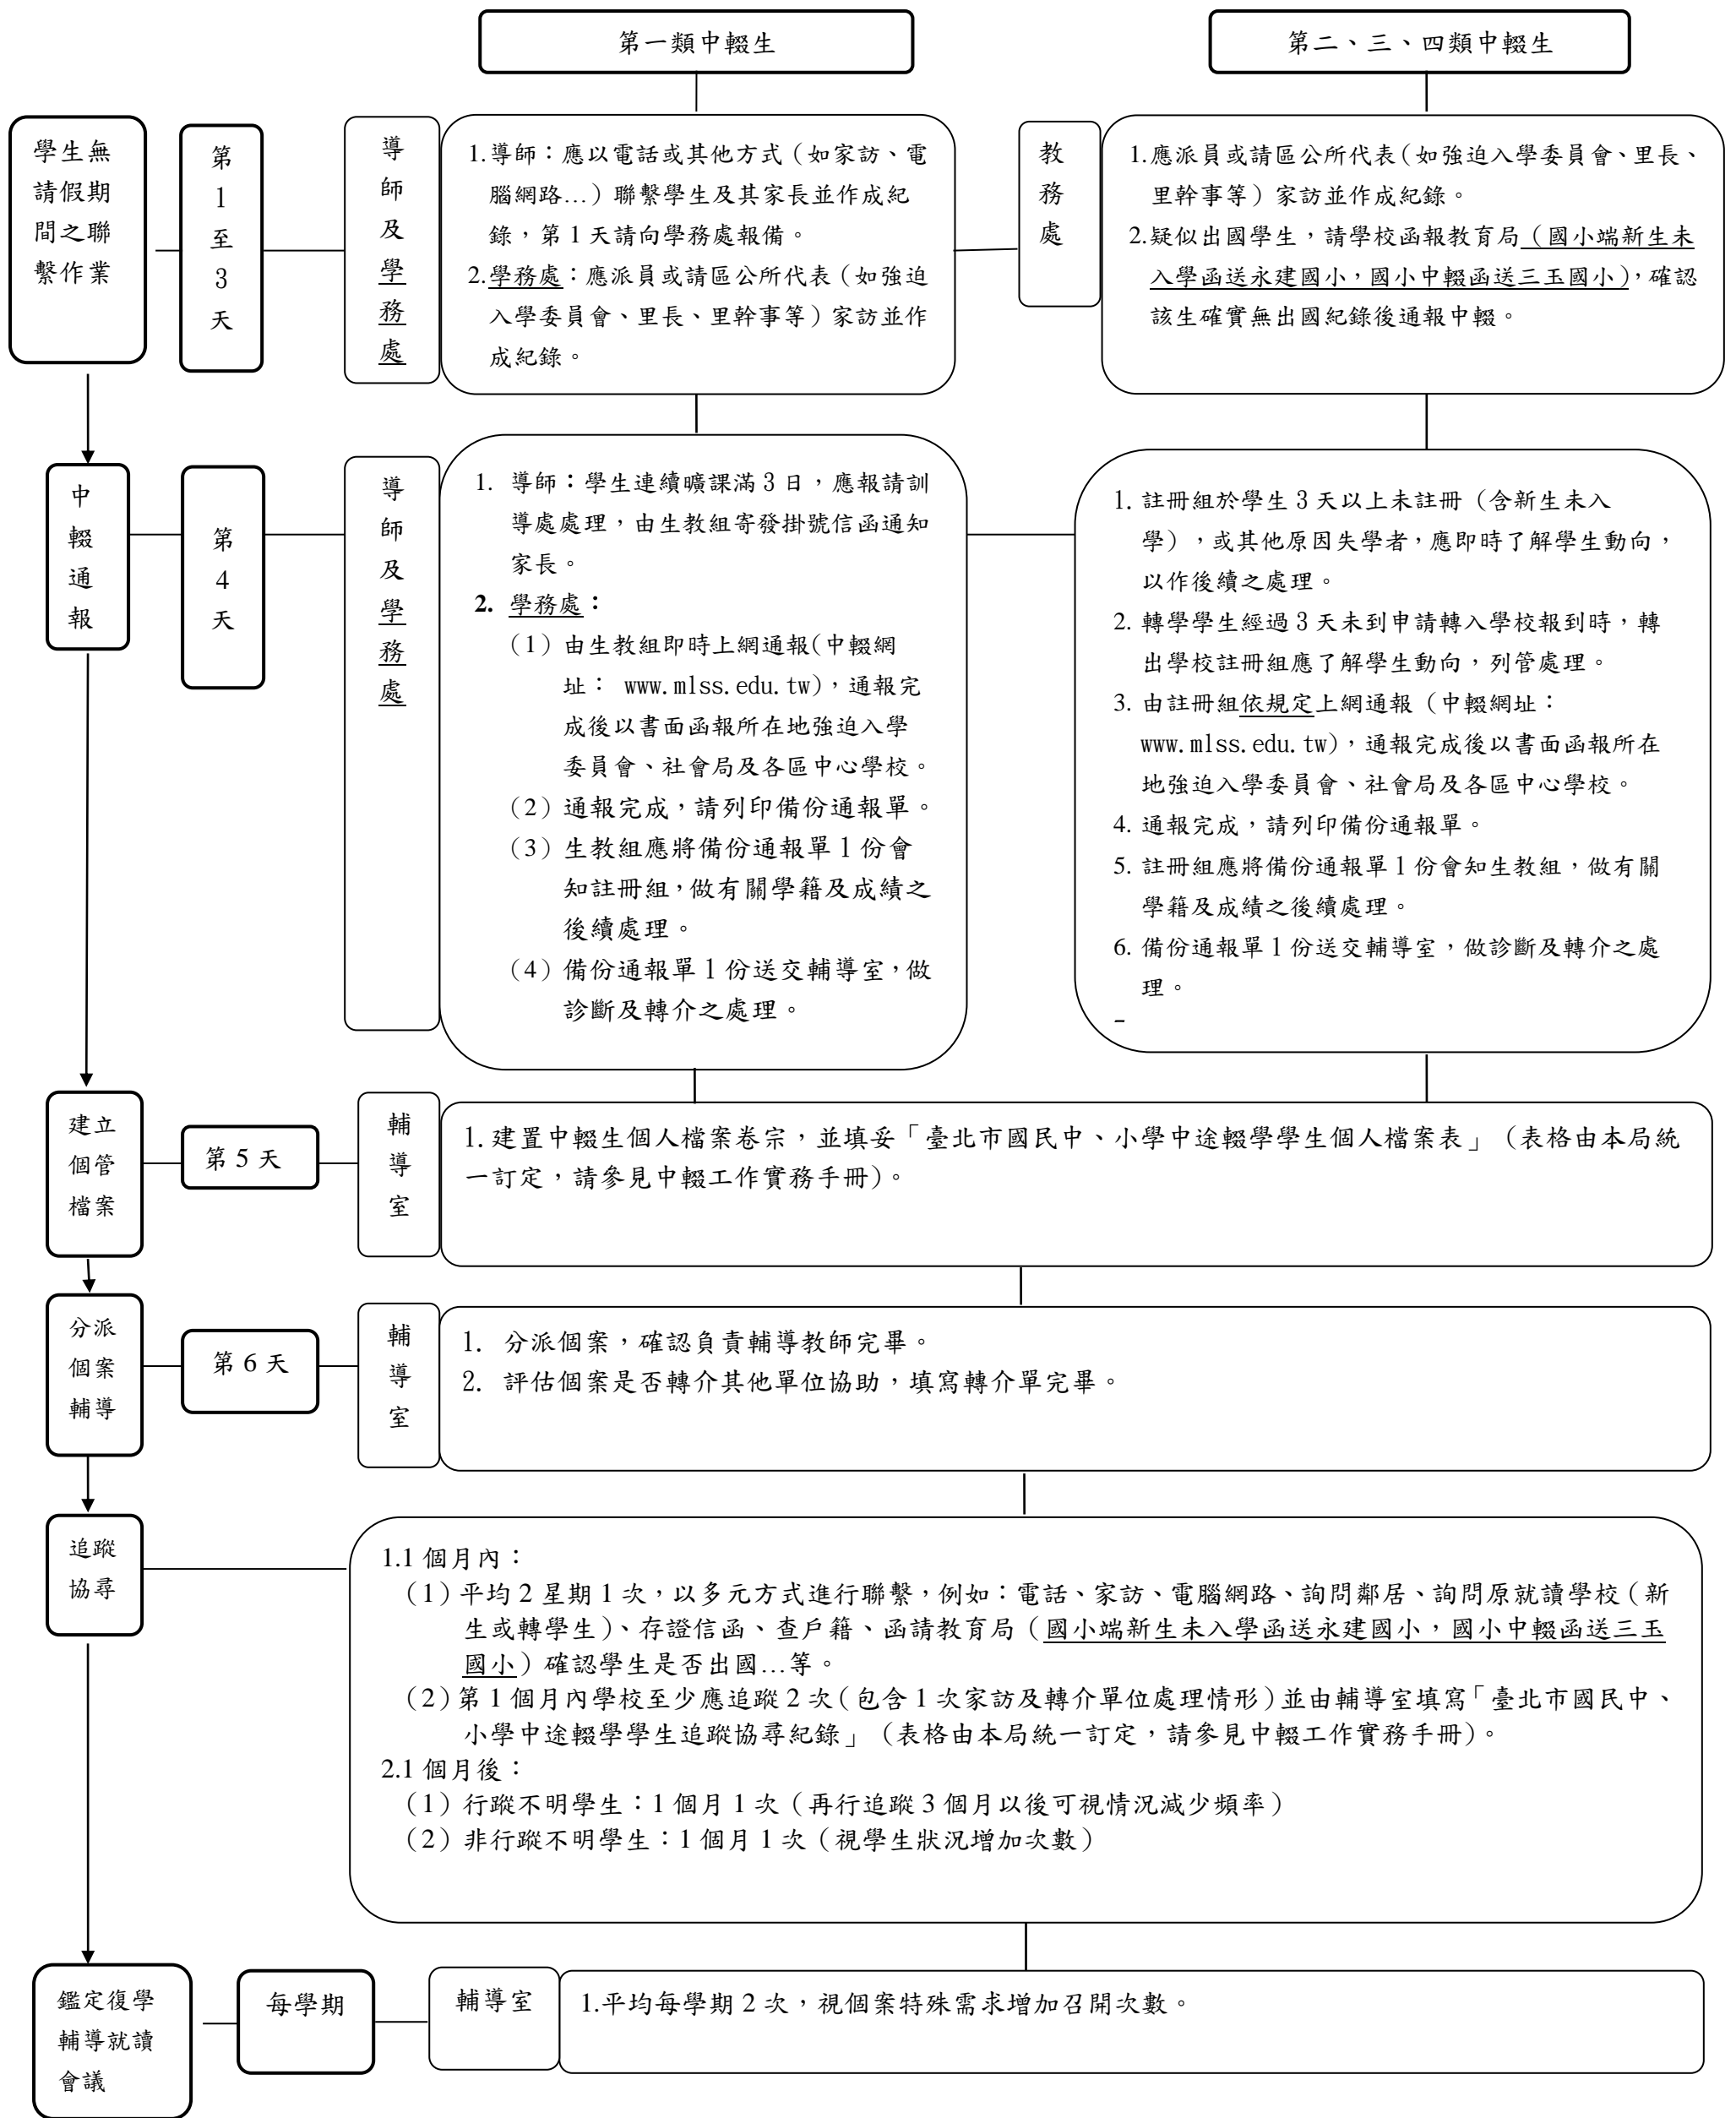 第一類中輟生
第二、三、四類中輟生
學生無
請假期
間之聯
繫作業
第
1
至
3
天
導
師
及
學
務
處
1.導師：應以電話或其他方式（如家訪、電
腦網路…）聯繫學生及其家長並作成紀
錄，第 1 天請向學務處報備。
2.學務處：應派員或請區公所代表（如強迫
入學委員會、里長、里幹事等）家訪並作
成紀錄。
教
務
處
1.應派員或請區公所代表（如強迫入學委員會、里長、
里幹事等）家訪並作成紀錄。
2.疑似出國學生，請學校函報教育局（國小端新生未
入學函送永建國小，國小中輟函送三玉國小），確認
該生確實無出國紀錄後通報中輟。
中
輟
通
報
第
4
天
導
師
及
學
務
處
1. 導師：學生連續曠課滿 3 日，應報請訓
導處處理，由生教組寄發掛號信函通知
家長。
2. 學務處：
（1）由生教組即時上網通報(中輟網
址： www.mlss.edu.tw)，通報完
成後以書面函報所在地強迫入學
委員會、社會局及各區中心學校。
（2）通報完成，請列印備份通報單。
（3）生教組應將備份通報單 1 份會
知註冊組，做有關學籍及成績之
後續處理。
（4）備份通報單 1 份送交輔導室，做
診斷及轉介之處理。
1. 註冊組於學生 3 天以上未註冊（含新生未入
學），或其他原因失學者，應即時了解學生動向，
以作後續之處理。
2. 轉學學生經過 3 天未到申請轉入學校報到時，轉
出學校註冊組應了解學生動向，列管處理。
3. 由註冊組依規定上網通報（中輟網址：
www.mlss.edu.tw)，通報完成後以書面函報所在
地強迫入學委員會、社會局及各區中心學校。
4. 通報完成，請列印備份通報單。
5. 註冊組應將備份通報單 1 份會知生教組，做有關
學籍及成績之後續處理。
6. 備份通報單 1 份送交輔導室，做診斷及轉介之處
理。
-
建立
個管
檔案
第 5 天
輔
導
室
1.建置中輟生個人檔案卷宗，並填妥「臺北市國民中、小學中途輟學學生個人檔案表」（表格由本局統
一訂定，請參見中輟工作實務手冊）。
分派
個案
輔導
第 6 天
輔
導
室
1. 分派個案，確認負責輔導教師完畢。
2. 評估個案是否轉介其他單位協助，填寫轉介單完畢。
追蹤
協尋
1.1 個月內：
（1）平均 2 星期 1 次，以多元方式進行聯繫，例如：電話、家訪、電腦網路、詢問鄰居、詢問原就讀學校（新
生或轉學生）、存證信函、查戶籍、函請教育局（國小端新生未入學函送永建國小，國小中輟函送三玉
國小）確認學生是否出國…等。
（2）第 1 個月內學校至少應追蹤 2 次（包含 1 次家訪及轉介單位處理情形）並由輔導室填寫「臺北市國民中、
小學中途輟學學生追蹤協尋紀錄」（表格由本局統一訂定，請參見中輟工作實務手冊）。
2.1 個月後：
（1）行蹤不明學生：1 個月 1 次（再行追蹤 3 個月以後可視情況減少頻率）
（2）非行蹤不明學生：1 個月 1 次（視學生狀況增加次數）
鑑定復學
輔導就讀
會議
每學期
輔導室
1.平均每學期 2 次，視個案特殊需求增加召開次數。